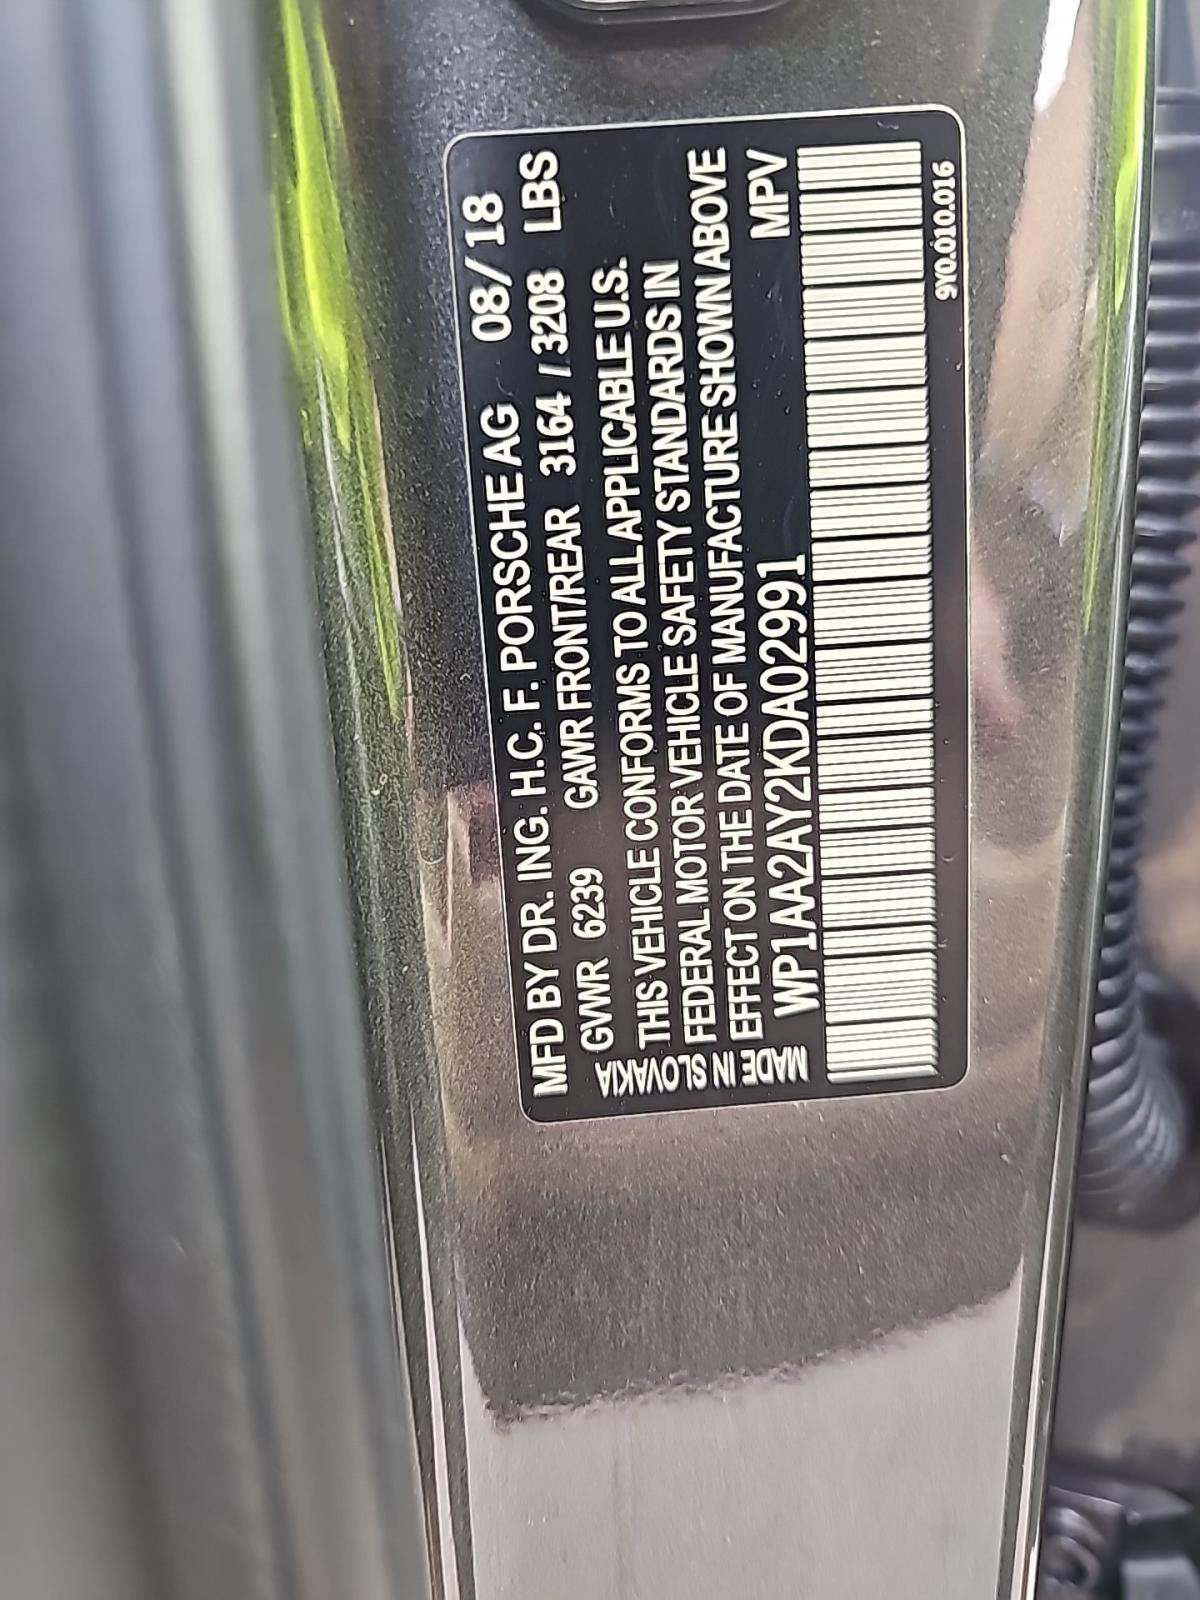 MFD BY DR. ING. H.C. F. PORSCHE AG 08/18
GVWR 6239 GAWR FRONT/REAR 3164 / 3208 LBS
THIS VEHICLE CONFORMS TO ALL APPLICABLE U.S.
FEDERAL MOTOR VEHICLE SAFETY STANDARDS IN
EFFECT ON THE DATE OF MANUFACTURE SHOWN ABOVE
WP1AA2AY2KDA02991 MPV
MADE IN SLOVAKIA
9Y0.010.016